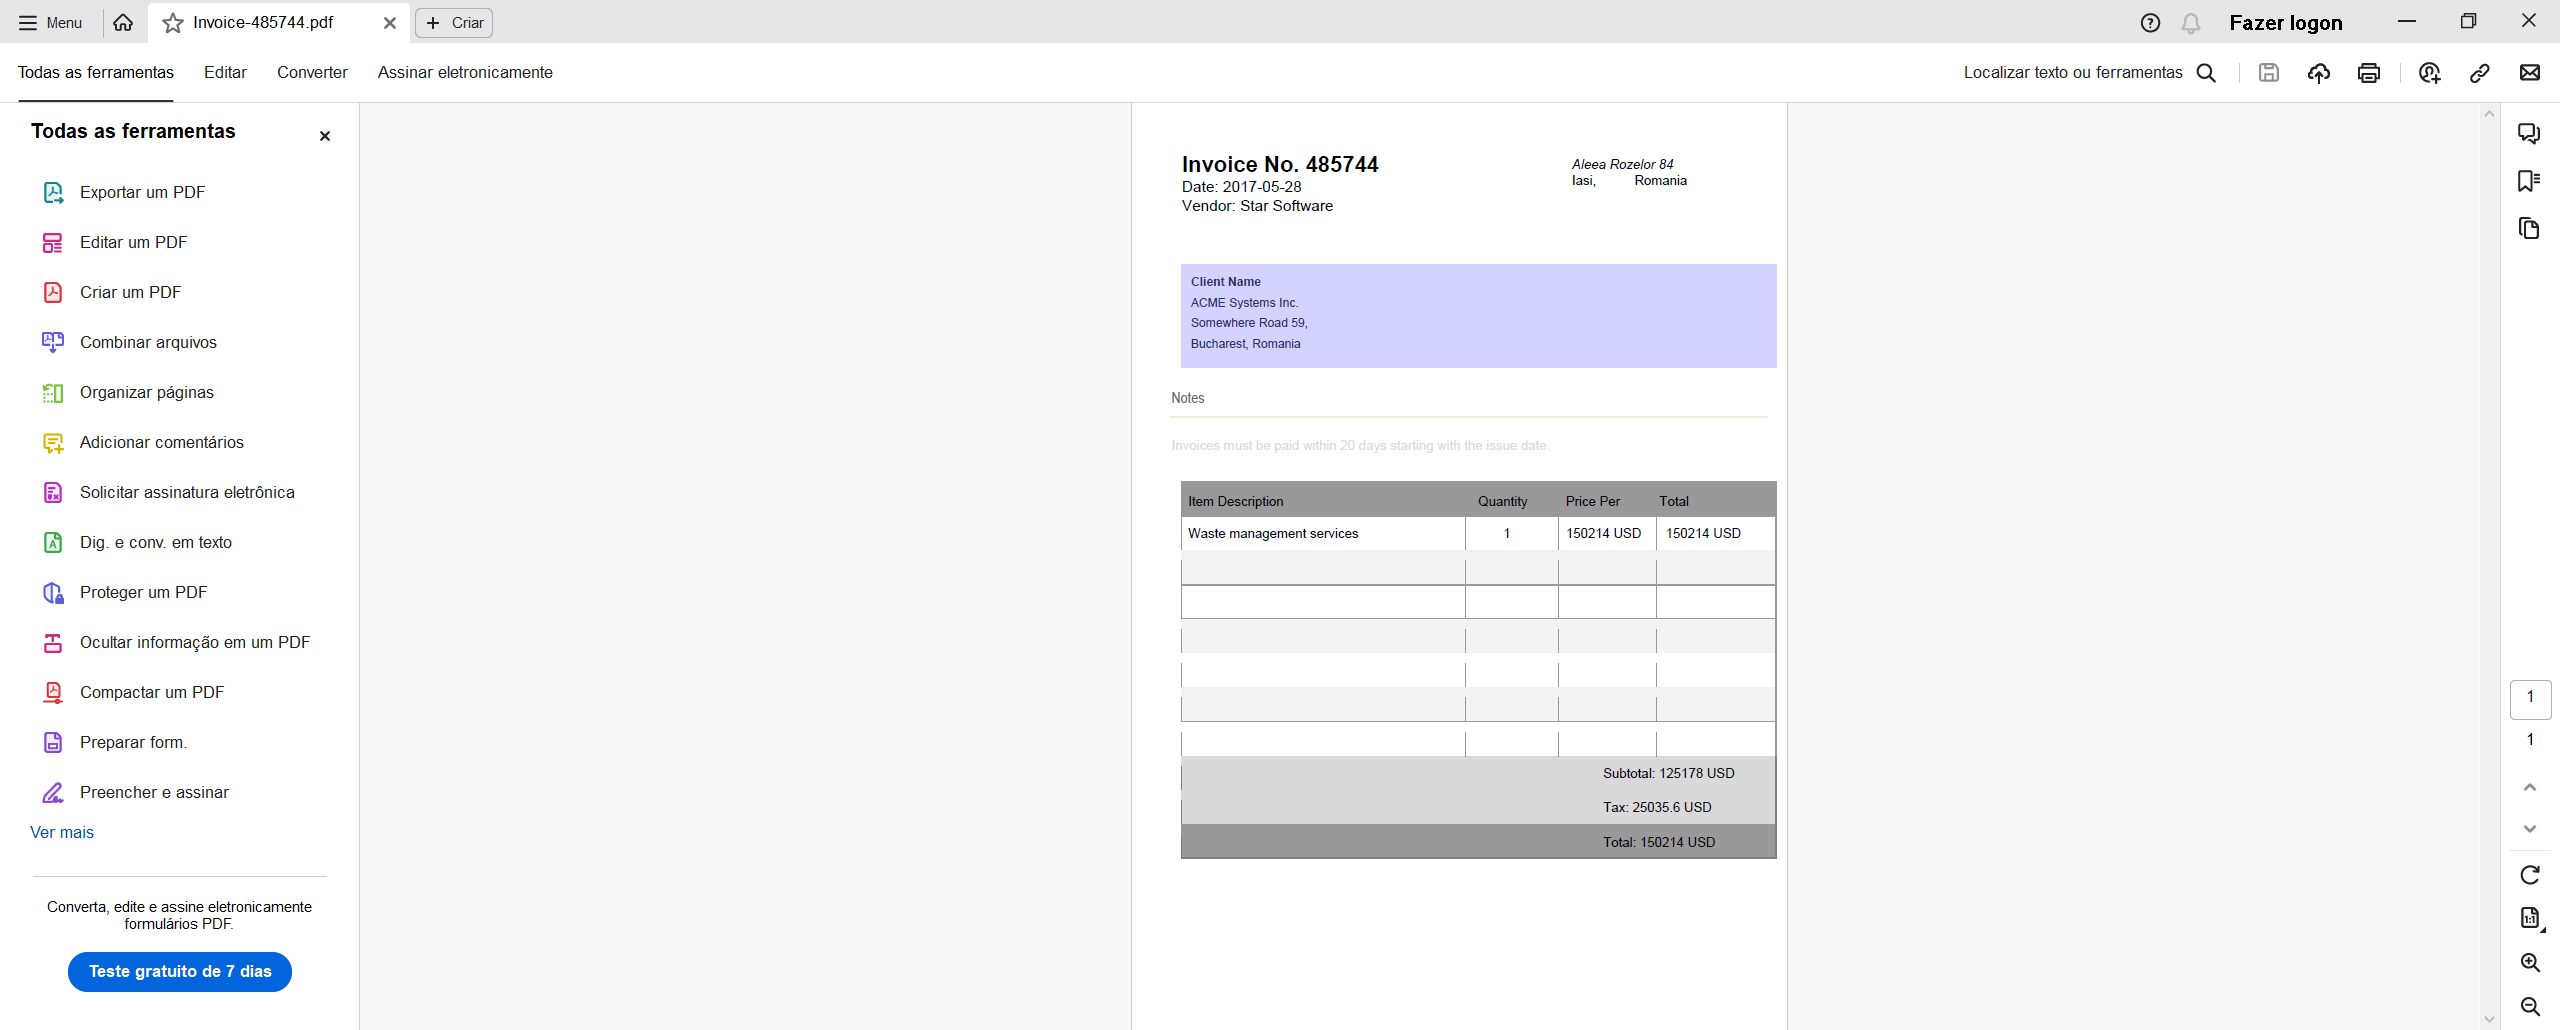 Menu
Invoice-485744.pdf
Criar
Fazer logon
Todas as ferramentas
Editar
Converter
Assinar eletronicamente
Localizar texto ou ferramentas
Todas as ferramentas
Exportar um PDF
Editar um PDF
Criar um PDF
Combinar arquivos
Organizar páginas
Adicionar comentários
Solicitar assinatura eletrônica
Dig. e conv. em texto
Proteger um PDF
Ocultar informação em um PDF
Compactar um PDF
Preparar form.
Preencher e assinar
Ver mais
Converta, edite e assine eletronicamente
formulários PDF.
Teste gratuito de 7 dias
Invoice No. 485744
Date: 2017-05-28
Vendor: Star Software
Aleea Rozelor 84
Iasi, Romania
Client Name
ACME Systems Inc.
Somewhere Road 59,
Bucharest, Romania
Notes
Invoices must be paid within 20 days starting with the issue date.
Item Description Quantity Price Per Total
Waste management services 1 150214 USD 150214 USD
Subtotal: 125178 USD
Tax: 25035.6 USD
Total: 150214 USD
1
1
1:1